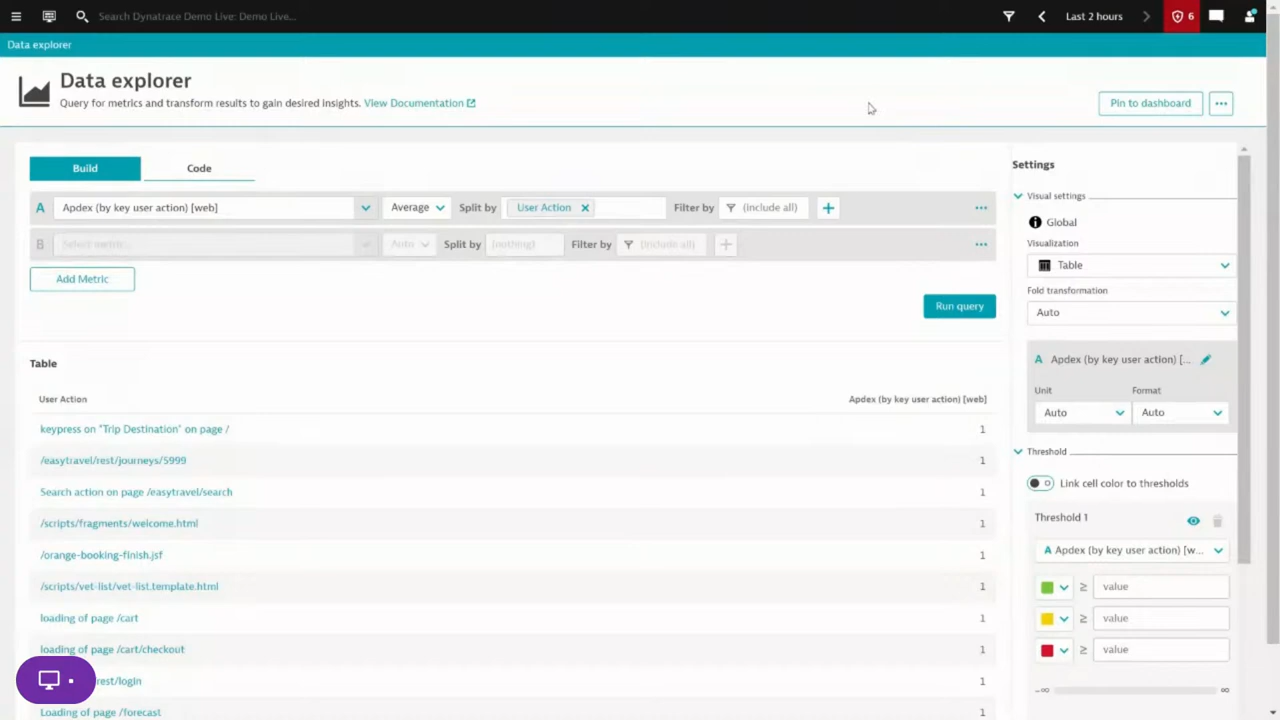 Search Dynatrace Demo Live: Demo Live...
Last 2 hours
6
Data explorer
Data explorer
Query for metrics and transform results to gain desired insights. View Documentation
Pin to dashboard
Build
Code
Settings
Visual settings
A Apdex (by key user action) [web] Average Split by User Action Filter by (include all)
Global
B Select metric... Auto Split by (nothing) Filter by (include all)
Visualization
Table
Add Metric
Fold transformation
Run query
Auto
Table
A Apdex (by key user action) [...
Unit Format
User Action Apdex (by key user action) [web]
Auto Auto
keypress on "Trip Destination" on page / 1
Threshold
/easytravel/rest/journeys/5999 1
Link cell color to thresholds
Search action on page /easytravel/search 1
Threshold 1
/scripts/fragments/welcome.html 1
A Apdex (by key user action) [w...
/orange-booking-finish.jsf 1
≥ value
/scripts/vet-list/vet-list.template.html 1
≥ value
loading of page /cart 1
≥ value
loading of page /cart/checkout 1
rest/login 1
-∞ ∞
Loading of page /forecast 1